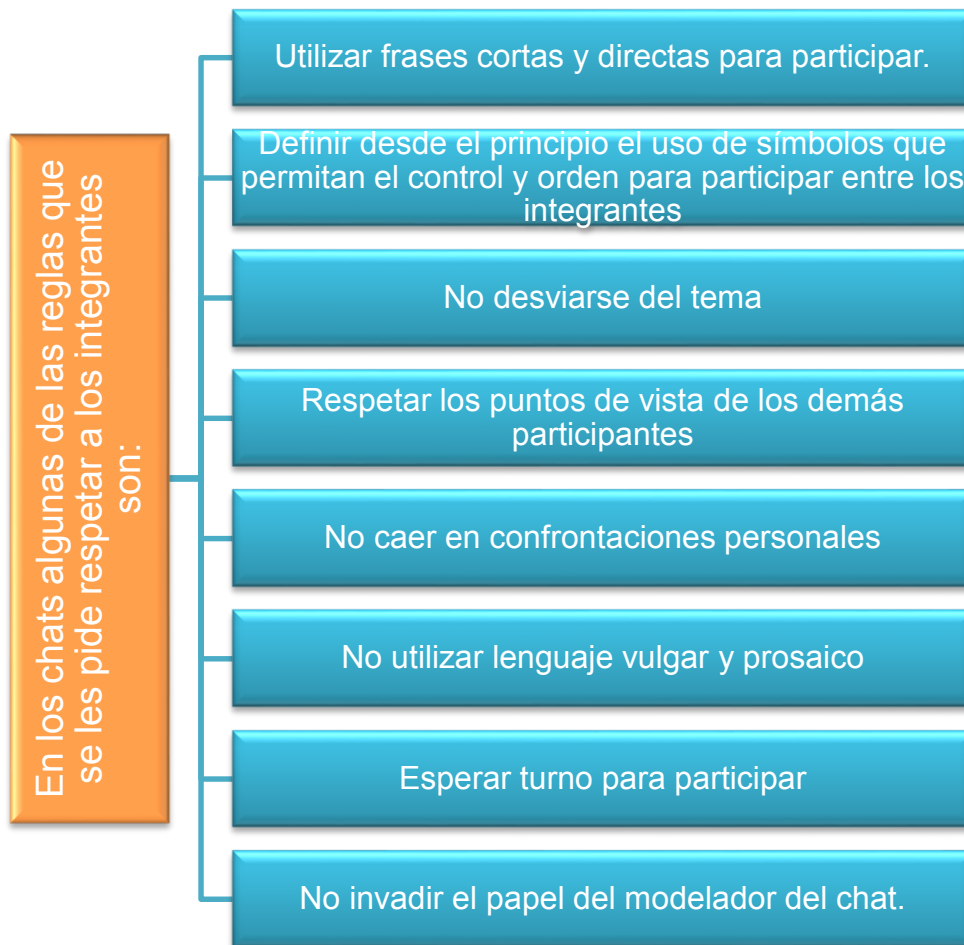 En los chats algunas de las reglas que
se les pide respetar a los integrantes
son:
Utilizar frases cortas y directas para participar.
Definir desde el principio el uso de símbolos que
permitan el control y orden para participar entre los
integrantes
No desviarse del tema
Respetar los puntos de vista de los demás
participantes
No caer en confrontaciones personales
No utilizar lenguaje vulgar y prosaico
Esperar turno para participar
No invadir el papel del modelador del chat.